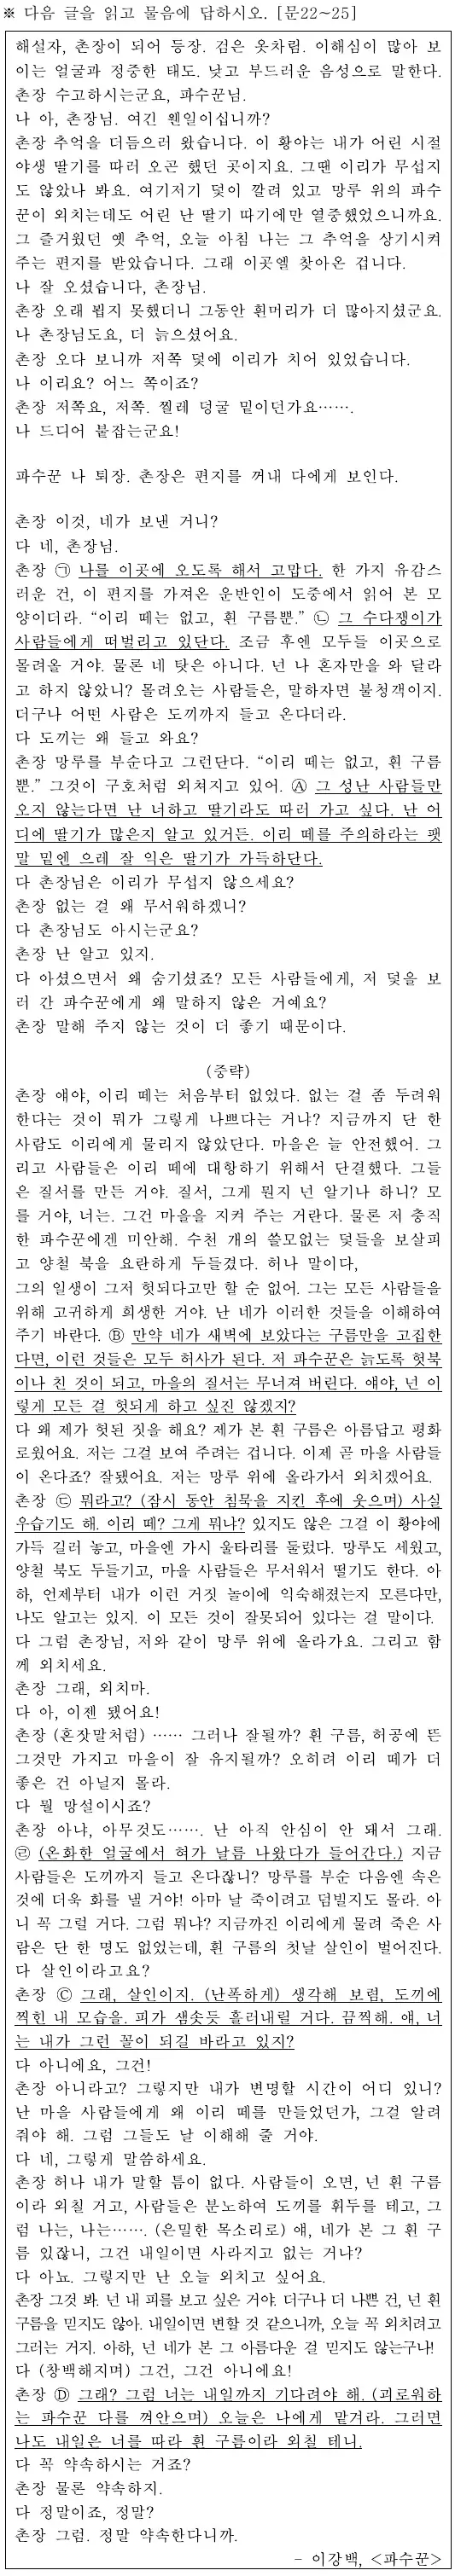 ※ 다음 글을 읽고 물음에 답하시오. [문22~25]
해설자, 촌장이 되어 등장. 검은 옷차림. 이해심이 많아 보
이는 얼굴과 정중한 태도. 낮고 부드러운 음성으로 말한다.
촌장 수고하시는군요, 파수꾼님.
나 아, 촌장님. 여긴 웬일이십니까?
촌장 추억을 더듬으러 왔습니다. 이 황야는 내가 어린 시절
야생 딸기를 따러 오곤 했던 곳이지요. 그땐 이리가 무섭지
도 않았나 봐요. 여기저기 덫이 깔려 있고 망루 위의 파수
꾼이 외치는데도 어린 난 딸기 따기에만 열중했었으니까요.
그 즐거웠던 옛 추억, 오늘 아침 나는 그 추억을 상기시켜
주는 편지를 받았습니다. 그래 이곳엘 찾아온 겁니다.
나 잘 오셨습니다, 촌장님.
촌장 오래 뵙지 못했더니 그동안 흰머리가 더 많아지셨군요.
나 촌장님도요, 더 늙으셨어요.
촌장 오다 보니까 저쪽 덫에 이리가 치어 있었습니다.
나 이리요? 어느 쪽이죠?
촌장 저쪽요, 저쪽. 찔레 덩굴 밑이던가요…….
나 드디어 붙잡는군요!
파수꾼 나 퇴장. 촌장은 편지를 꺼내 다에게 보인다.
촌장 이것, 네가 보낸 거니?
다 네, 촌장님.
촌장 ㉠ 나를 이곳에 오도록 해서 고맙다. 한 가지 유감스
러운 건, 이 편지를 가져온 운반인이 도중에서 읽어 본 모
양이더라. “이리 떼는 없고, 흰 구름뿐.” ㉡ 그 수다쟁이가
사람들에게 떠벌리고 있단다. 조금 후엔 모두들 이곳으로
몰려올 거야. 물론 네 탓은 아니다. 넌 나 혼자만을 와 달라
고 하지 않았니? 몰려오는 사람들은, 말하자면 불청객이지.
더구나 어떤 사람은 도끼까지 들고 온다더라.
다 도끼는 왜 들고 와요?
촌장 망루를 부순다고 그런단다. “이리 떼는 없고, 흰 구름
뿐.” 그것이 구호처럼 외쳐지고 있어. Ⓐ 그 성난 사람들만
오지 않는다면 난 너하고 딸기라도 따러 가고 싶다. 난 어
디에 딸기가 많은지 알고 있거든. 이리 떼를 주의하라는 팻
말 밑엔 으레 잘 익은 딸기가 가득하단다.
다 촌장님은 이리가 무섭지 않으세요?
촌장 없는 걸 왜 무서워하겠니?
다 촌장님도 아시는군요?
촌장 난 알고 있지.
다 아셨으면서 왜 숨기셨죠? 모든 사람들에게, 저 덫을 보
러 간 파수꾼에게 왜 말하지 않은 거예요?
촌장 말해 주지 않는 것이 더 좋기 때문이다.
(중략)
촌장 얘야, 이리 떼는 처음부터 없었다. 없는 걸 좀 두려워
한다는 것이 뭐가 그렇게 나쁘다는 거냐? 지금까지 단 한
사람도 이리에게 물리지 않았단다. 마을은 늘 안전했어. 그
리고 사람들은 이리 떼에 대항하기 위해서 단결했다. 그들
은 질서를 만든 거야. 질서, 그게 뭔지 넌 알기나 하니? 모
를 거야, 너는. 그건 마을을 지켜 주는 거란다. 물론 저 충직
한 파수꾼에겐 미안해. 수천 개의 쓸모없는 덫들을 보살피
고 양철 북을 요란하게 두들겼다. 허나 말이다,
그의 일생이 그저 헛되다고만 할 순 없어. 그는 모든 사람들을
위해 고귀하게 희생한 거야. 난 네가 이러한 것들을 이해하여
주기 바란다. Ⓑ 만약 네가 새벽에 보았다는 구름만을 고집한
다면, 이런 것들은 모두 허사가 된다. 저 파수꾼은 늙도록 헛북
이나 친 것이 되고, 마을의 질서는 무너져 버린다. 얘야, 넌 이
렇게 모든 걸 헛되게 하고 싶진 않겠지?
다 왜 제가 헛된 짓을 해요? 제가 본 흰 구름은 아름답고 평화
로웠어요. 저는 그걸 보여 주려는 겁니다. 이제 곧 마을 사람들
이 온다죠? 잘됐어요. 저는 망루 위에 올라가서 외치겠어요.
촌장 ㉢ 뭐라고? (잠시 동안 침묵을 지킨 후에 웃으며) 사실
우습기도 해. 이리 떼? 그게 뭐냐? 있지도 않은 그걸 이 황야에
가득 길러 놓고, 마을엔 가시 울타리를 둘렀다. 망루도 세웠고,
양철 북도 두들기고, 마을 사람들은 무서워서 떨기도 한다. 아
하, 언제부터 내가 이런 거짓 놀이에 익숙해졌는지 모른다만,
나도 알고는 있지. 이 모든 것이 잘못되어 있다는 걸 말이다.
다 그럼 촌장님, 저와 같이 망루 위에 올라가요. 그리고 함
께 외치세요.
촌장 그래, 외치마.
다 아, 이젠 됐어요!
촌장 (혼잣말처럼) …… 그러나 잘될까? 흰 구름, 허공에 뜬
그것만 가지고 마을이 잘 유지될까? 오히려 이리 떼가 더
좋은 건 아닐지 몰라.
다 뭘 망설이시죠?
촌장 아냐, 아무것도……. 난 아직 안심이 안 돼서 그래.
㉣ (온화한 얼굴에서 혀가 날름 나왔다가 들어간다.) 지금
사람들은 도끼까지 들고 온다잖니? 망루를 부순 다음엔 속은
것에 더욱 화를 낼 거야! 아마 날 죽이려고 덤빌지도 몰라. 아
니 꼭 그럴 거다. 그럼 뭐냐? 지금까진 이리에게 물려 죽은 사
람은 단 한 명도 없었는데, 흰 구름의 첫날 살인이 벌어진다.
다 살인이라고요?
촌장 Ⓒ 그래, 살인이지. (난폭하게) 생각해 보렴, 도끼에
찍힌 내 모습을. 피가 샘솟듯 흘러내릴 거다. 끔찍해. 얘, 너
는 내가 그런 꼴이 되길 바라고 있지?
다 아니에요, 그건!
촌장 아니라고? 그렇지만 내가 변명할 시간이 어디 있니?
난 마을 사람들에게 왜 이리 떼를 만들었던가, 그걸 알려
줘야 해. 그럼 그들도 날 이해해 줄 거야.
다 네, 그렇게 말씀하세요.
촌장 허나 내가 말할 틈이 없다. 사람들이 오면, 넌 흰 구름
이라 외칠 거고, 사람들은 분노하여 도끼를 휘두를 테고, 그
럼 나는, 나는……. (은밀한 목소리로) 얘, 네가 본 그 흰 구
름 있잖니, 그건 내일이면 사라지고 없는 거냐?
다 아뇨. 그렇지만 난 오늘 외치고 싶어요.
촌장 그것 봐. 넌 내 피를 보고 싶은 거야. 더구나 더 나쁜 건, 넌 흰
구름을 믿지도 않아. 내일이면 변할 것 같으니까, 오늘 꼭 외치려고
그러는 거지. 아하, 넌 네가 본 그 아름다운 걸 믿지도 않는구나!
다 (창백해지며) 그건, 그건 아니에요!
촌장 Ⓓ 그래? 그럼 너는 내일까지 기다려야 해. (괴로워하
는 파수꾼 다를 껴안으며) 오늘은 나에게 맡겨라. 그러면
나도 내일은 너를 따라 흰 구름이라 외칠 테니.
다 꼭 약속하시는 거죠?
촌장 물론 약속하지.
다 정말이죠, 정말?
촌장 그럼. 정말 약속한다니까.
- 이강백, <파수꾼>